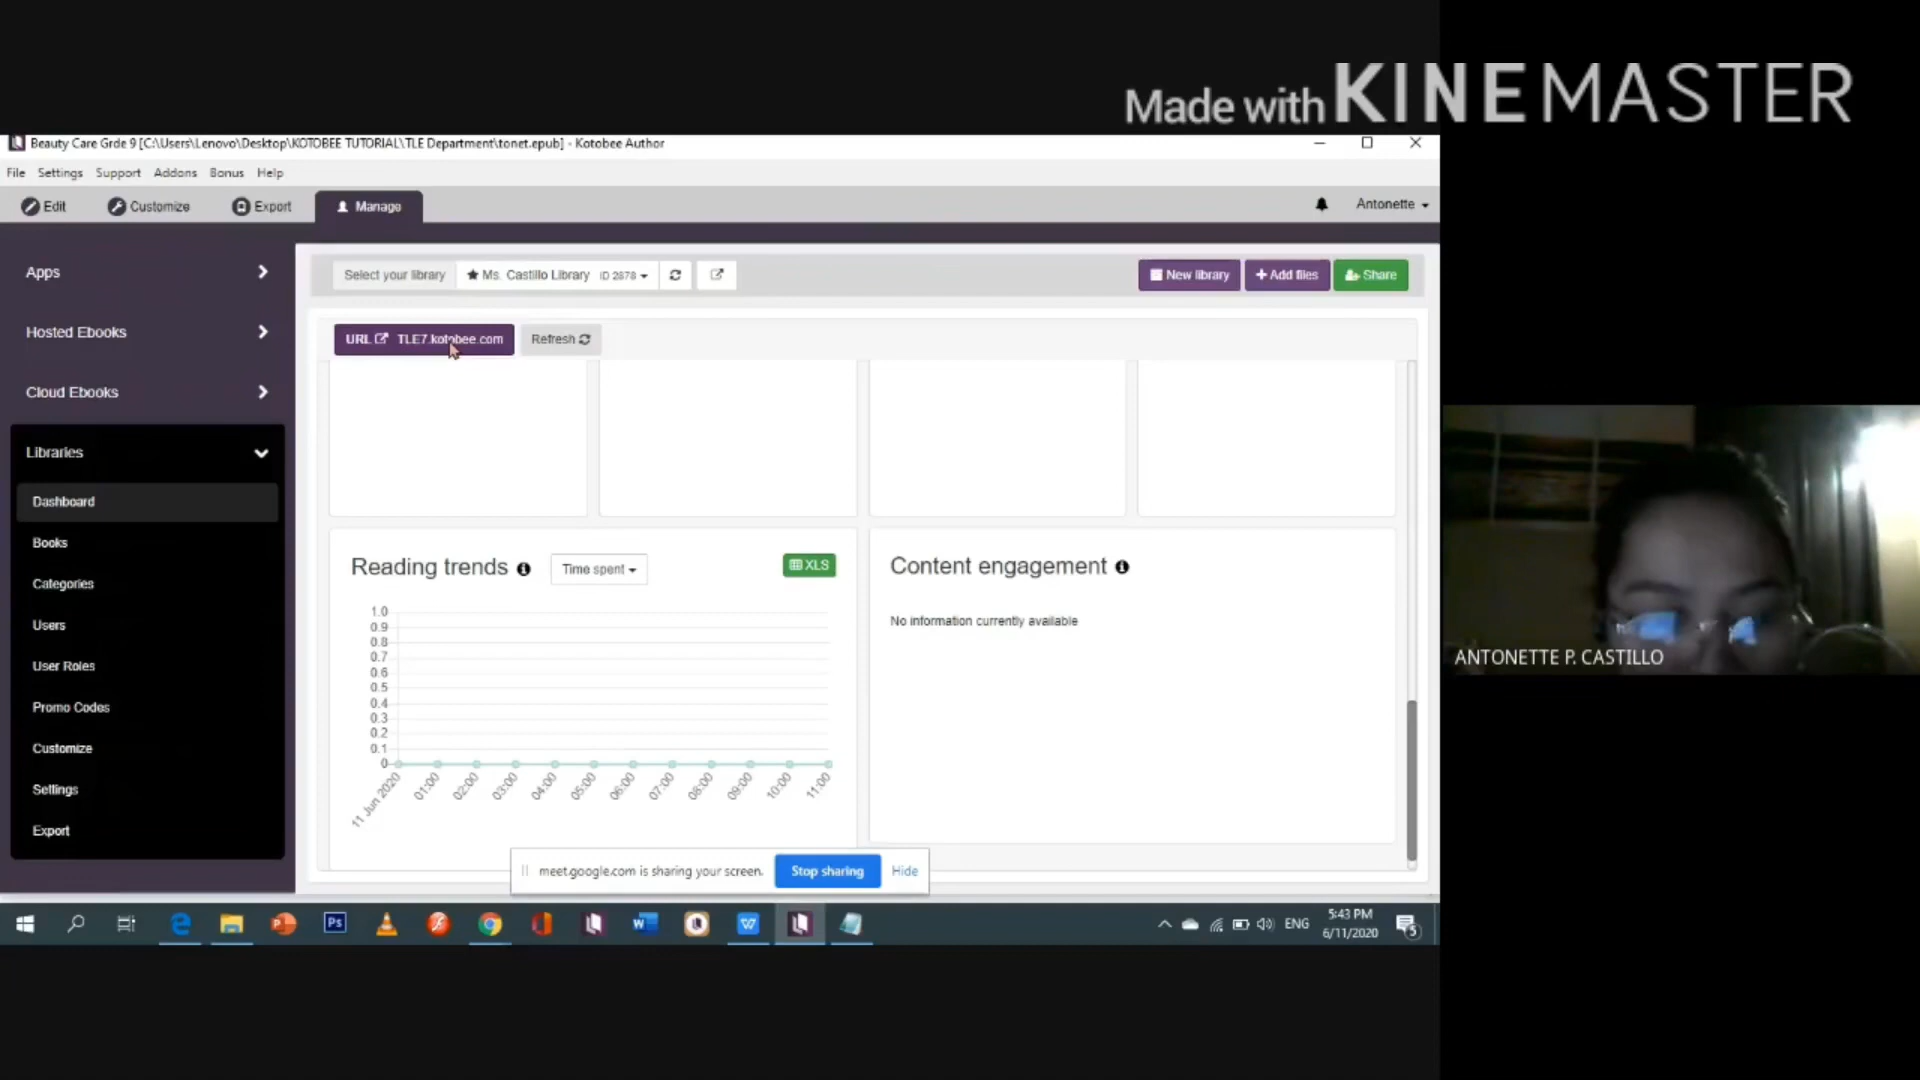 Made with KINEMASTER
Beauty Care Grde 9 [C:\Users\Lenovo\Desktop\KOTOBEE TUTORIAL\TLE Department\tonet.epub] - Kotobee Author
File Settings Support Addons Bonus Help
Edit Customize Export Manage Antonette
Apps
Hosted Ebooks
Cloud Ebooks
Libraries
Dashboard
Books
Categories
Users
User Roles
Promo Codes
Customize
Settings
Export
Select your library Ms. Castillo Library ID 2878 New library + Add files Share
URL TLE7.kotobee.com Refresh
Reading trends Time spent XLS
1.0
0.9
0.8
0.7
0.6
0.5
0.4
0.3
0.2
0.1
0
11 Jun 2020 01:00 02:00 03:00 04:00 05:00 06:00 07:00 08:00 09:00 10:00 11:00
Content engagement
No information currently available
meet.google.com is sharing your screen. Stop sharing Hide
Ps
ENG
5:43 PM
6/11/2020
5
ANTONETTE P. CASTILLO